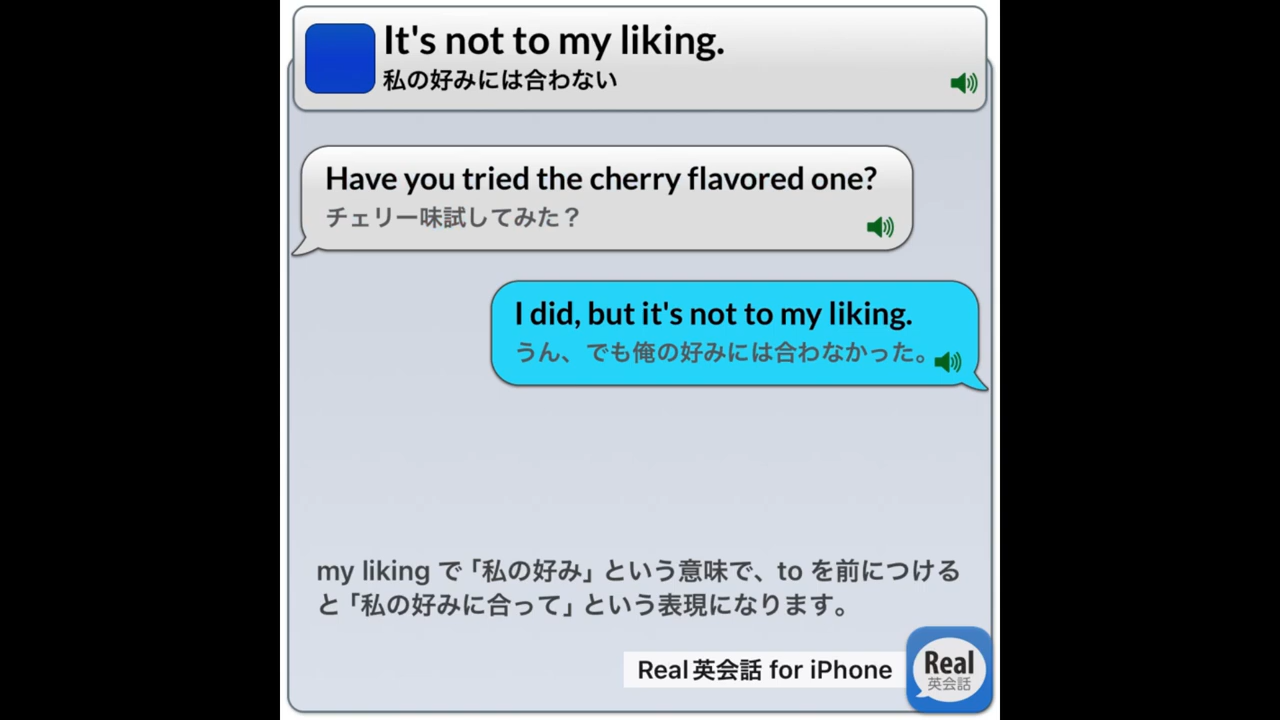 It's not to my liking.
私の好みには合わない
Have you tried the cherry flavored one?
チェリー味試してみた？
I did, but it's not to my liking.
うん、でも俺の好みには合わなかった。
my liking で「私の好み」という意味で、to を前につける
と「私の好みに合って」という表現になります。
Real英会話 for iPhone
Real
英会話